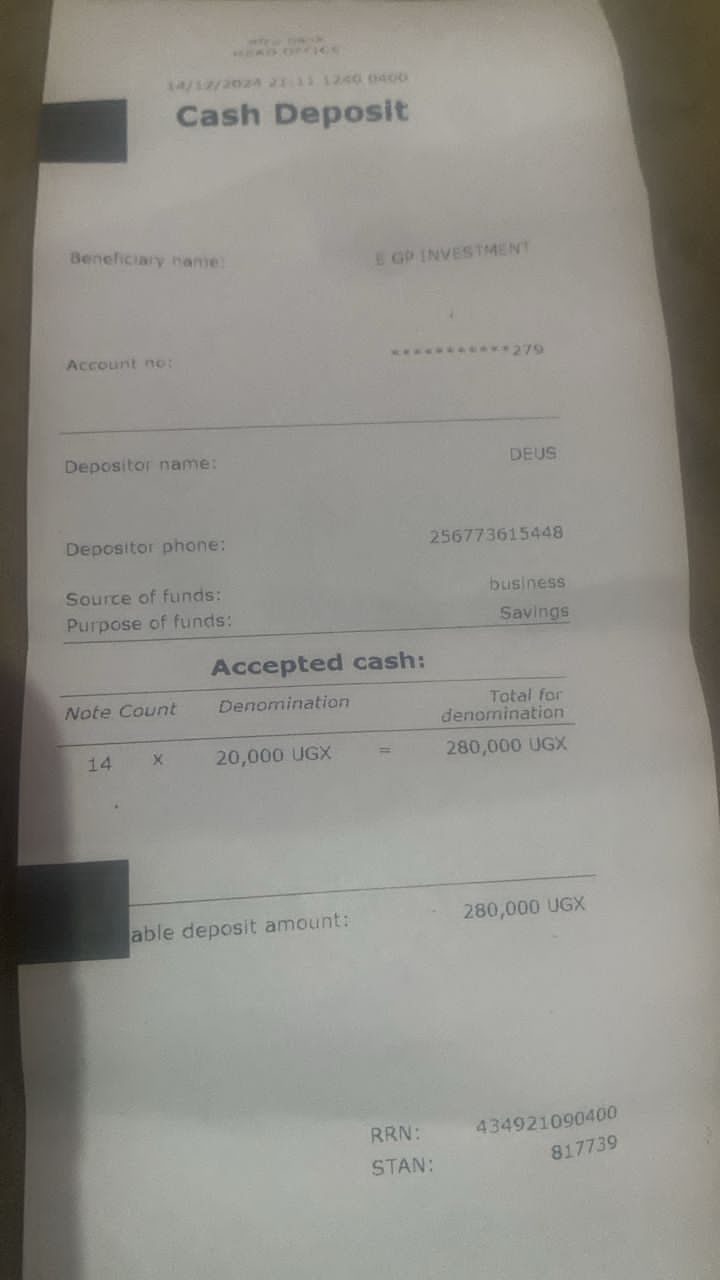 HEAD OFFICE
14/12/2024 21:11 1240 0400
Cash Deposit
Beneficiary name: E GP INVESTMENT
Account no: ***********279
Depositor name: DEUS
Depositor phone: 256773615448
Source of funds: business
Purpose of funds: Savings
Accepted cash:
Note Count Denomination Total for denomination
14 x 20,000 UGX = 280,000 UGX
able deposit amount: 280,000 UGX
RRN: 434921090400
STAN: 817739